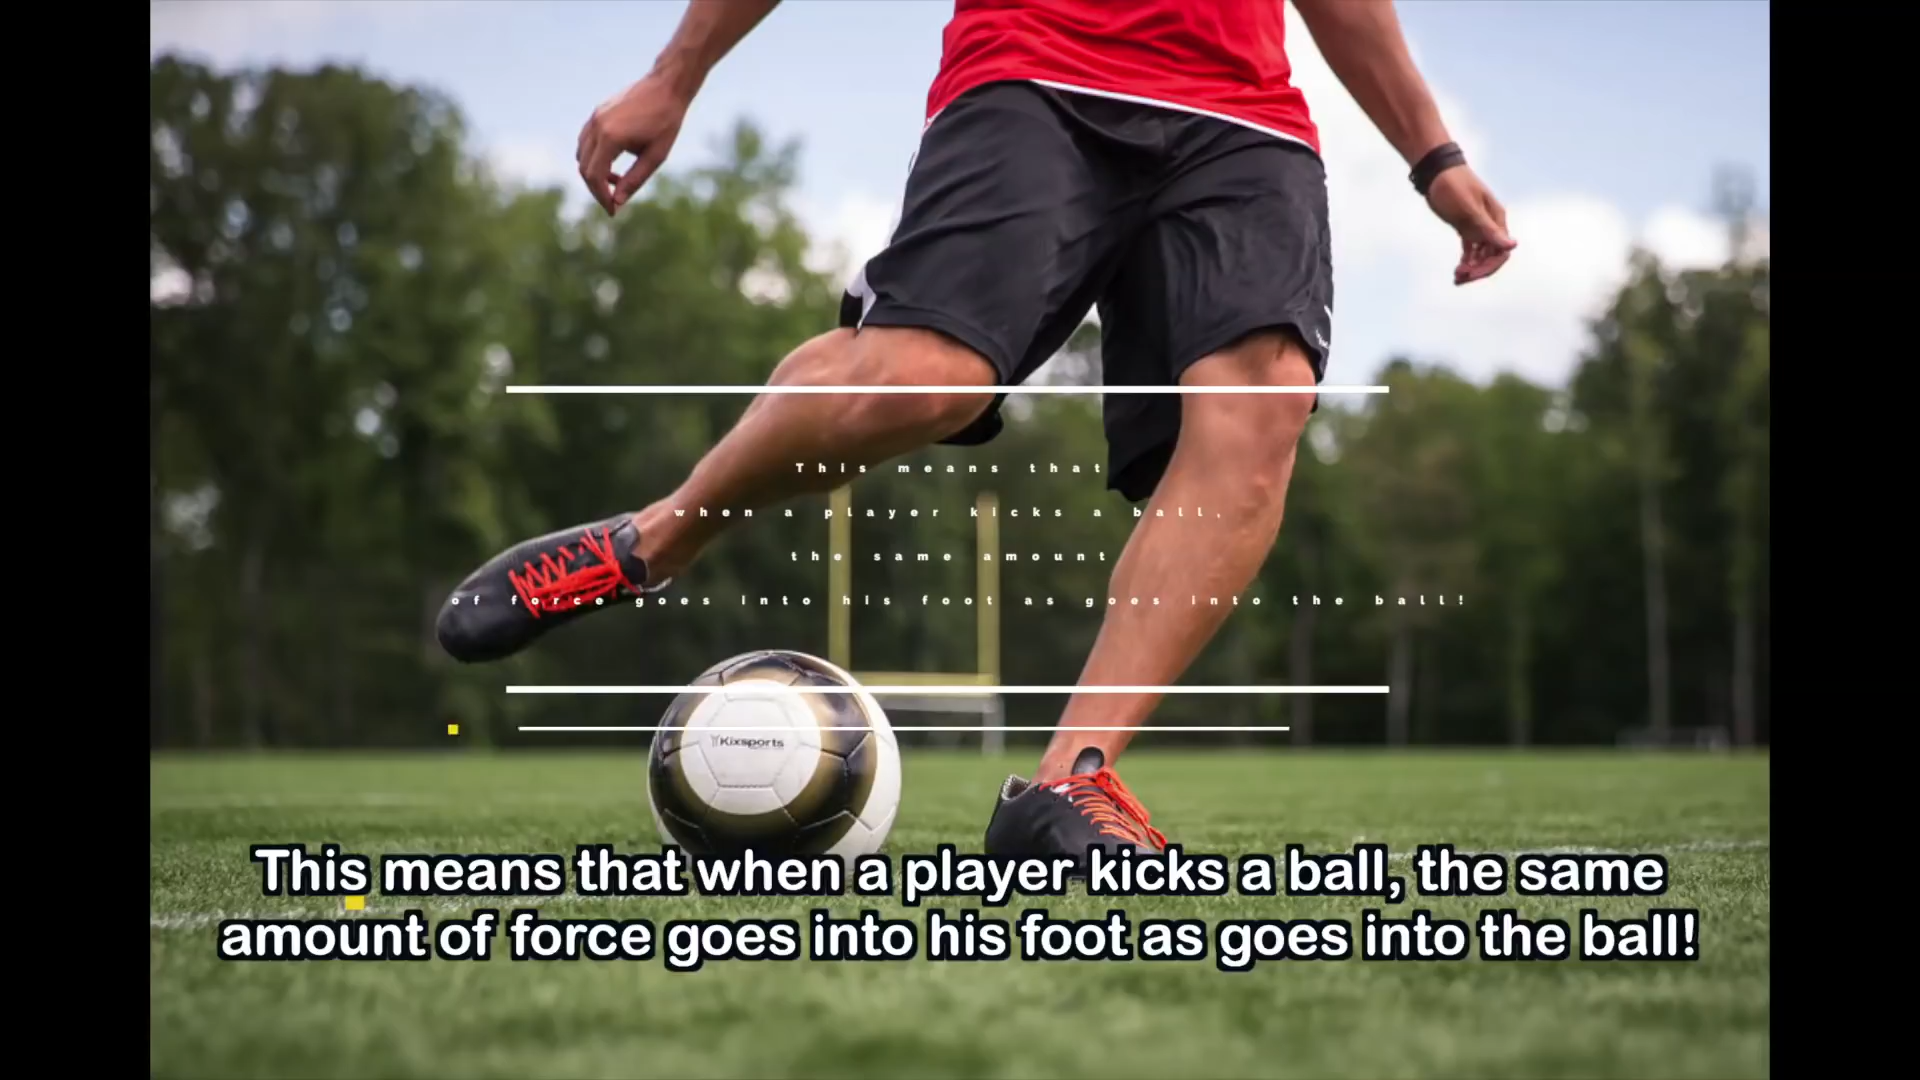 This means that
when a player kicks a ball,
the same amount
of force goes into his foot as goes into the ball!
Kixsports
This means that when a player kicks a ball, the same
amount of force goes into his foot as goes into the ball!